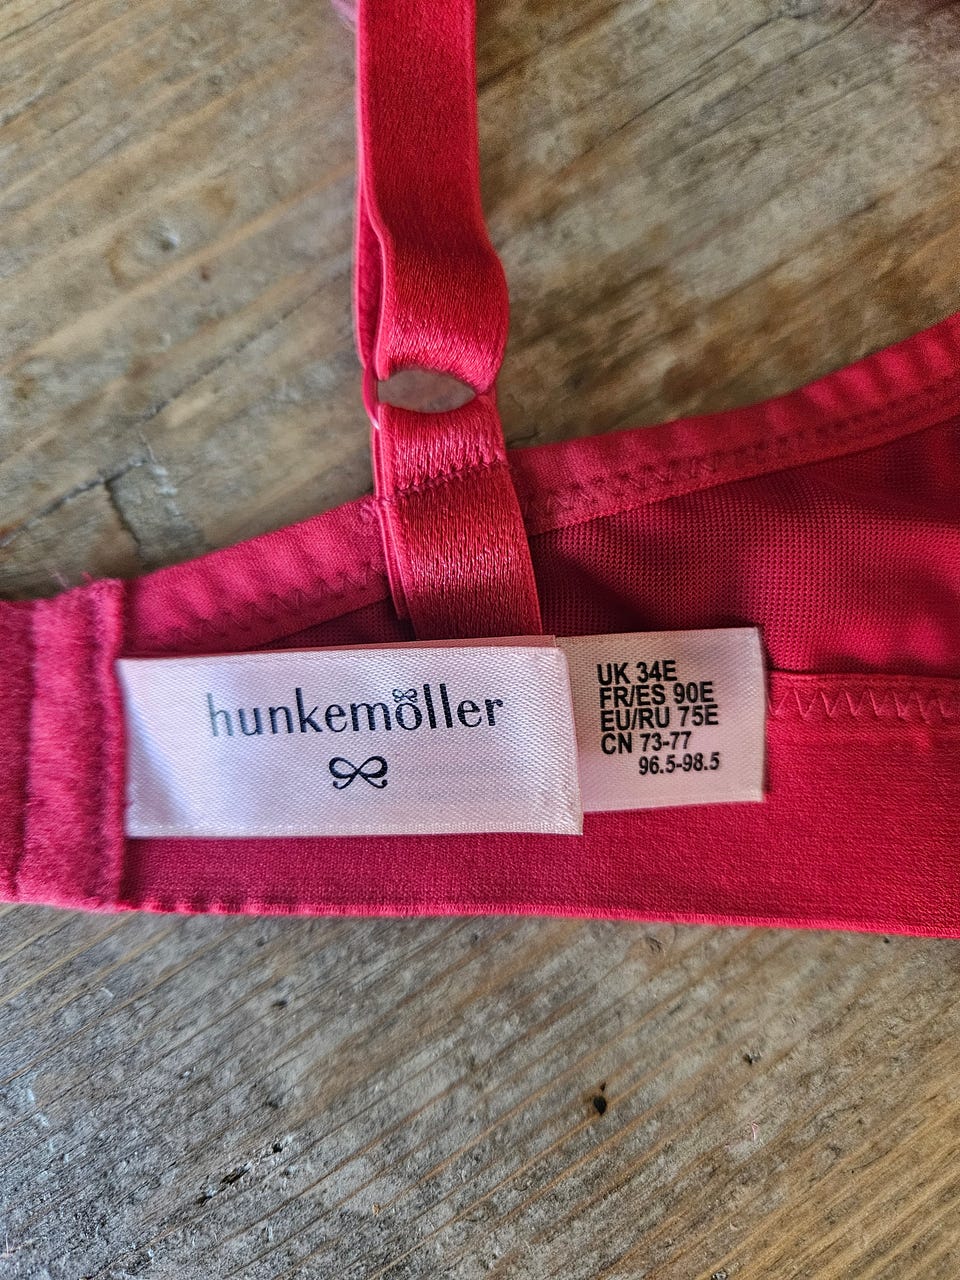 hunkemöller
UK 34E
FR/ES 90E
EU/RU 75E
CN 73-77
96.5-98.5